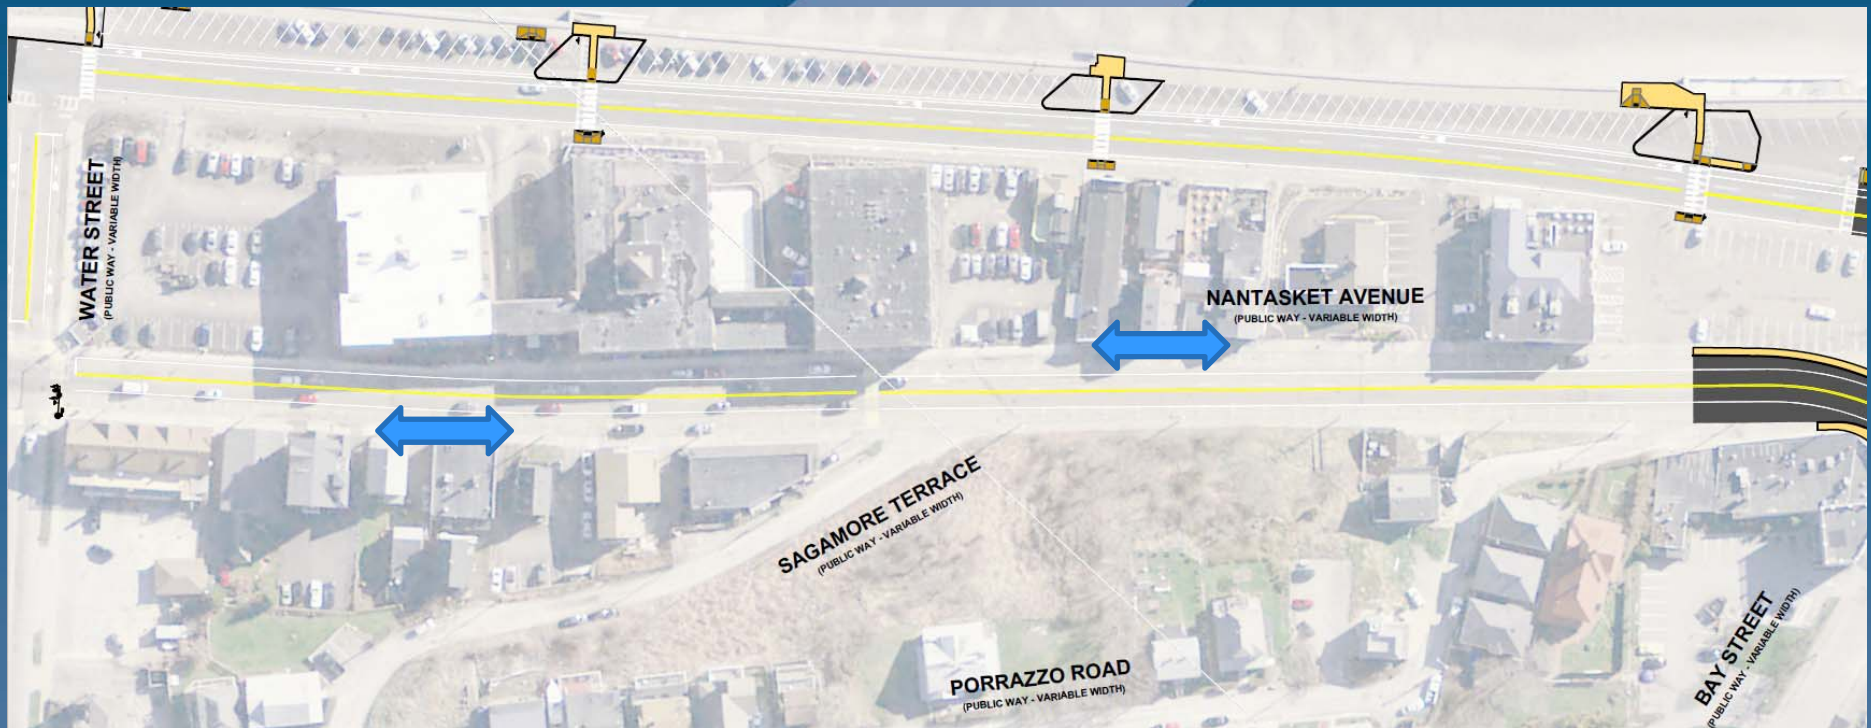 WATER STREET
(PUBLIC WAY - VARIABLE WIDTH)
NANTASKET AVENUE
(PUBLIC WAY - VARIABLE WIDTH)
SAGAMORE TERRACE
(PUBLIC WAY - VARIABLE WIDTH)
PORRAZZO ROAD
(PUBLIC WAY - VARIABLE WIDTH)
BAY STREET
(PUBLIC WAY - VARIABLE WIDTH)